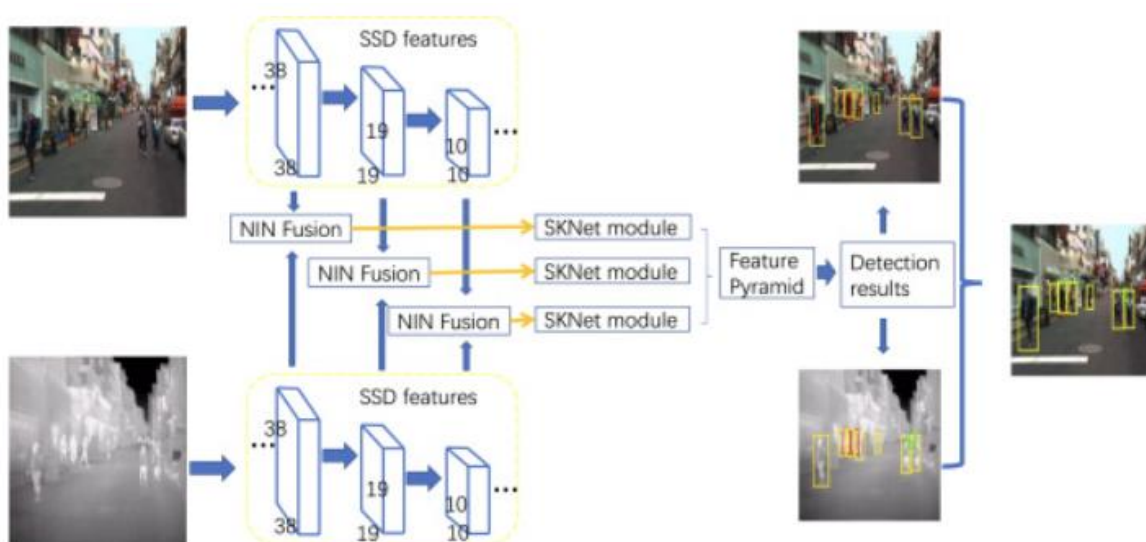 SSD features
...
38
38
19
19
10
10
...
NIN Fusion
SKNet module
NIN Fusion
SKNet module
NIN Fusion
SKNet module
Feature
Pyramid
Detection
results
SSD features
...
38
38
19
19
10
10
...